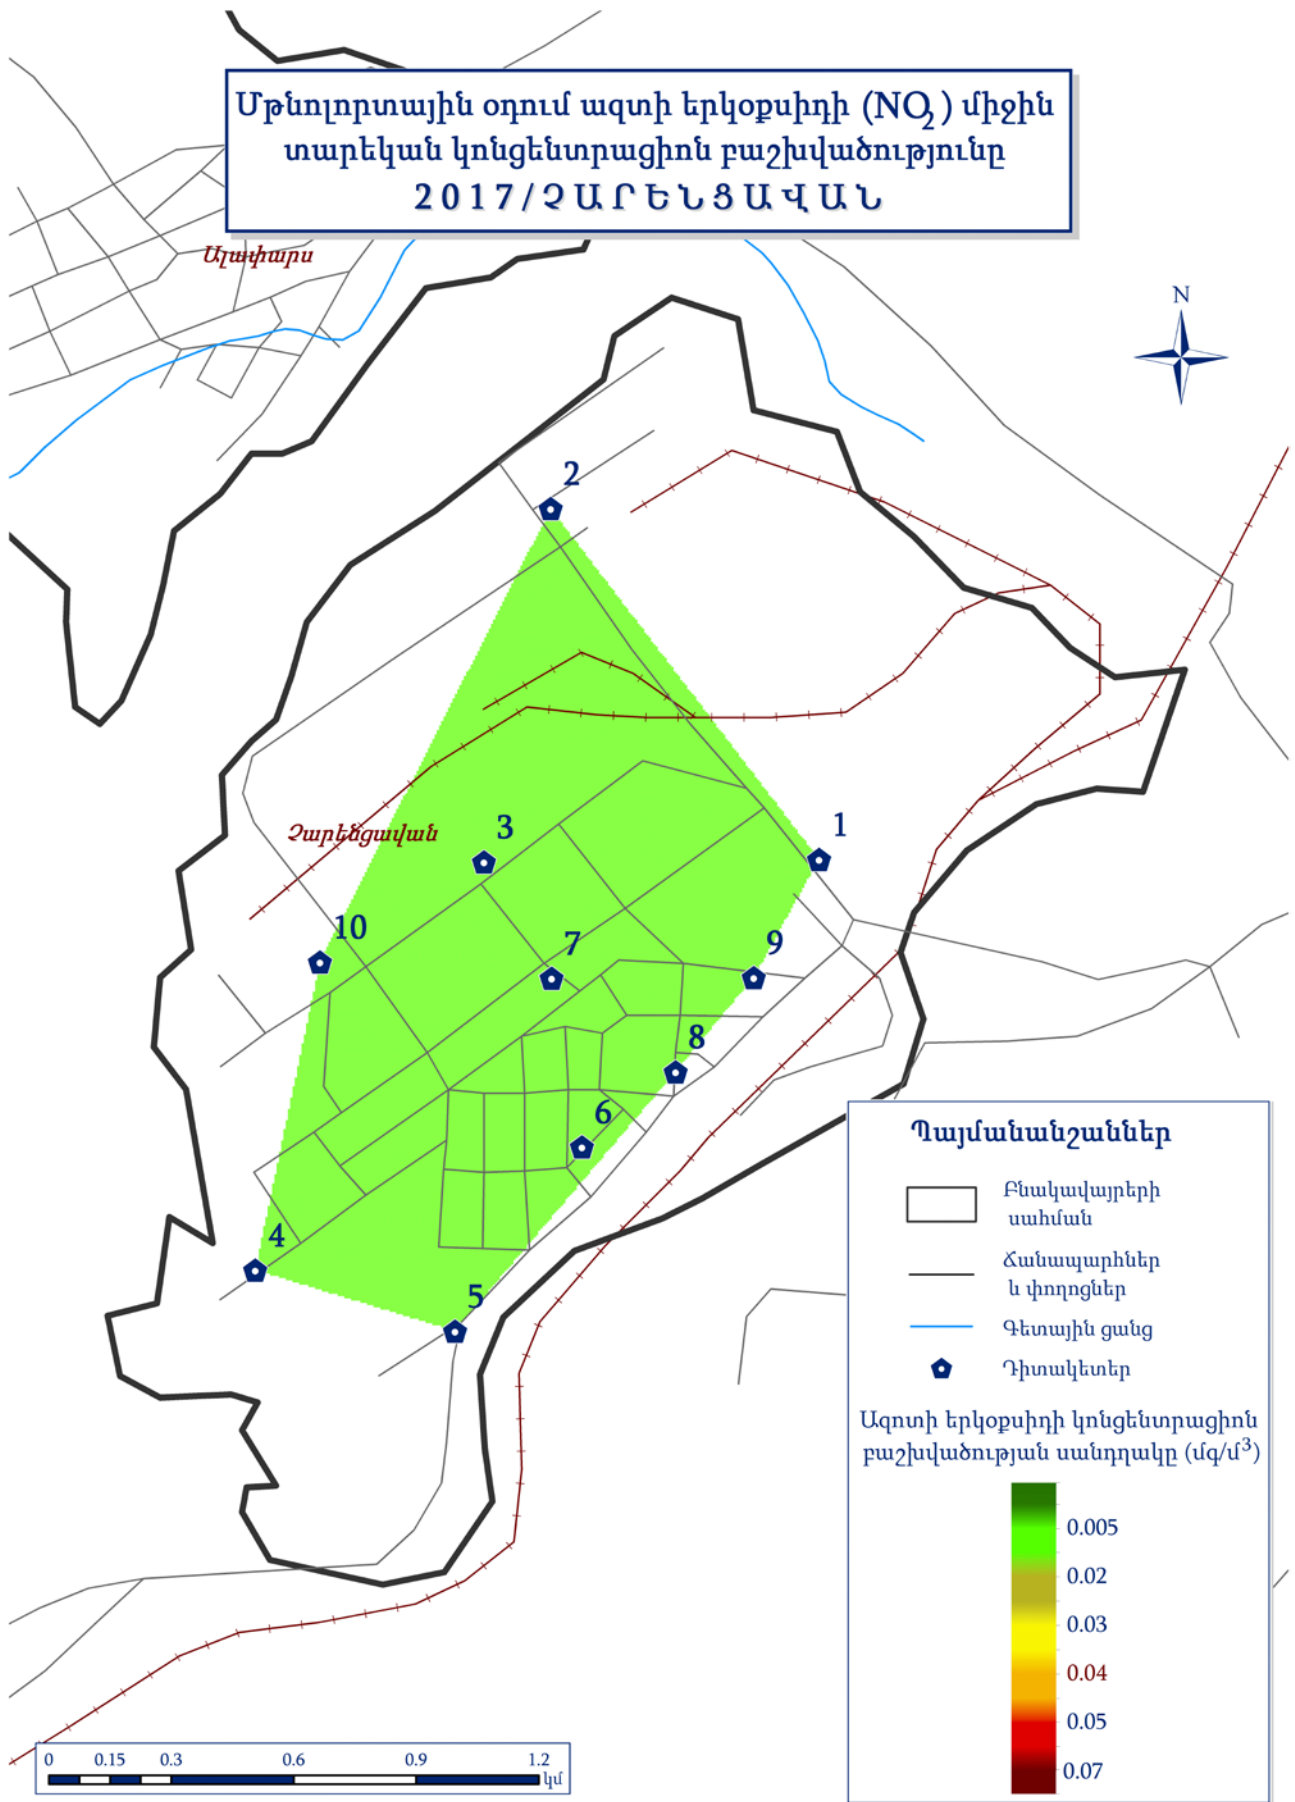 Մթնոլորտային օդում ազտի երկօքսիդի (NO₂) միջին
տարեկան կոնցենտրացիոն բաշխվածությունը
2017/ՉԱՐԵՆՑԱՎԱՆ
Ալափարս
N
2
3
1
Չարենցավան
10
7
9
8
6
4
5
Պայմանանշաններ
Բնակավայրերի
սահման
Ճանապարհներ
և փողոցներ
Գետային ցանց
Դիտակետեր
Ազոտի երկօքսիդի կոնցենտրացիոն
բաշխվածության սանդղակը (մգ/մ³)
0.005
0.02
0.03
0.04
0.05
0.07
0 0.15 0.3 0.6 0.9 1.2
կմ